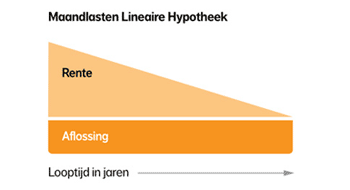 Maandlasten Lineaire Hypotheek
Rente
Aflossing
Looptijd in jaren